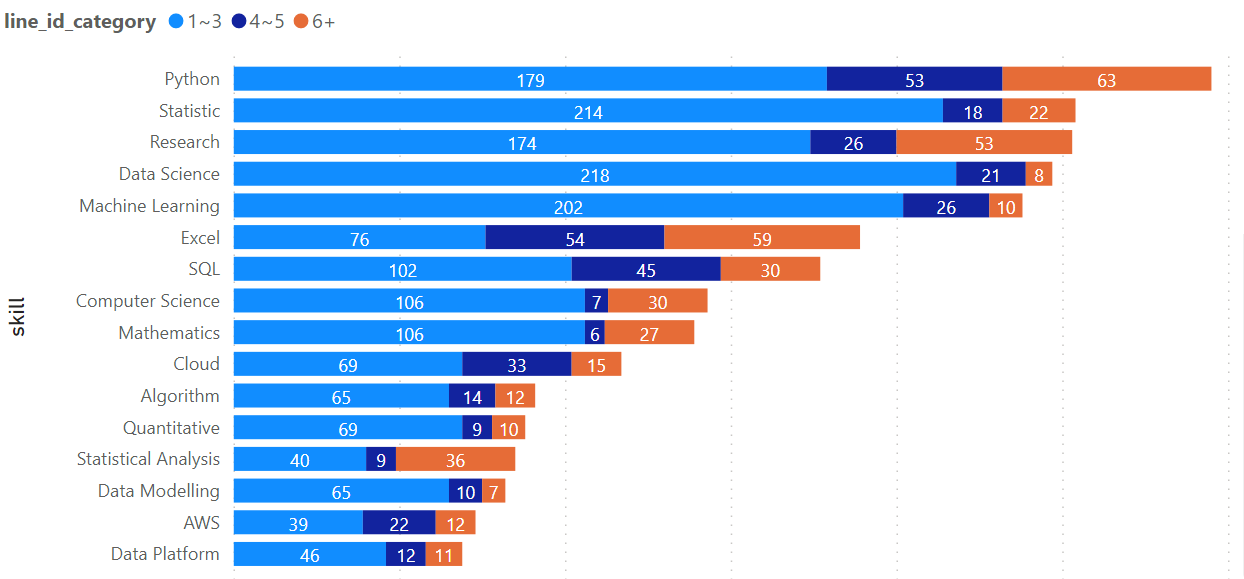 line_id_category 1~3 4~5 6+
skill
Python 179 53 63
Statistic 214 18 22
Research 174 26 53
Data Science 218 21 8
Machine Learning 202 26 10
Excel 76 54 59
SQL 102 45 30
Computer Science 106 7 30
Mathematics 106 6 27
Cloud 69 33 15
Algorithm 65 14 12
Quantitative 69 9 10
Statistical Analysis 40 9 36
Data Modelling 65 10 7
AWS 39 22 12
Data Platform 46 12 11